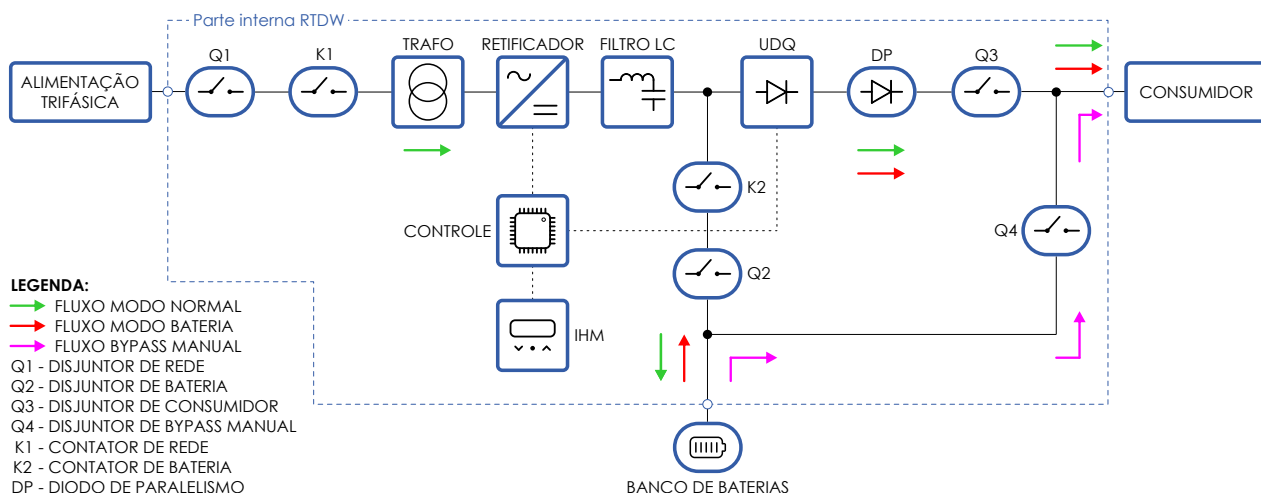 Parte interna RTDW
Q1
K1
TRAFO
RETIFICADOR
FILTRO LC
UDQ
DP
Q3
ALIMENTAÇÃO
TRIFÁSICA
CONSUMIDOR
K2
CONTROLE
Q4
Q2
IHM
LEGENDA:
FLUXO MODO NORMAL
FLUXO MODO BATERIA
FLUXO BYPASS MANUAL
Q1 - DISJUNTOR DE REDE
Q2 - DISJUNTOR DE BATERIA
Q3 - DISJUNTOR DE CONSUMIDOR
Q4 - DISJUNTOR DE BYPASS MANUAL
K1 - CONTATOR DE REDE
K2 - CONTATOR DE BATERIA
DP - DIODO DE PARALELISMO
BANCO DE BATERIAS